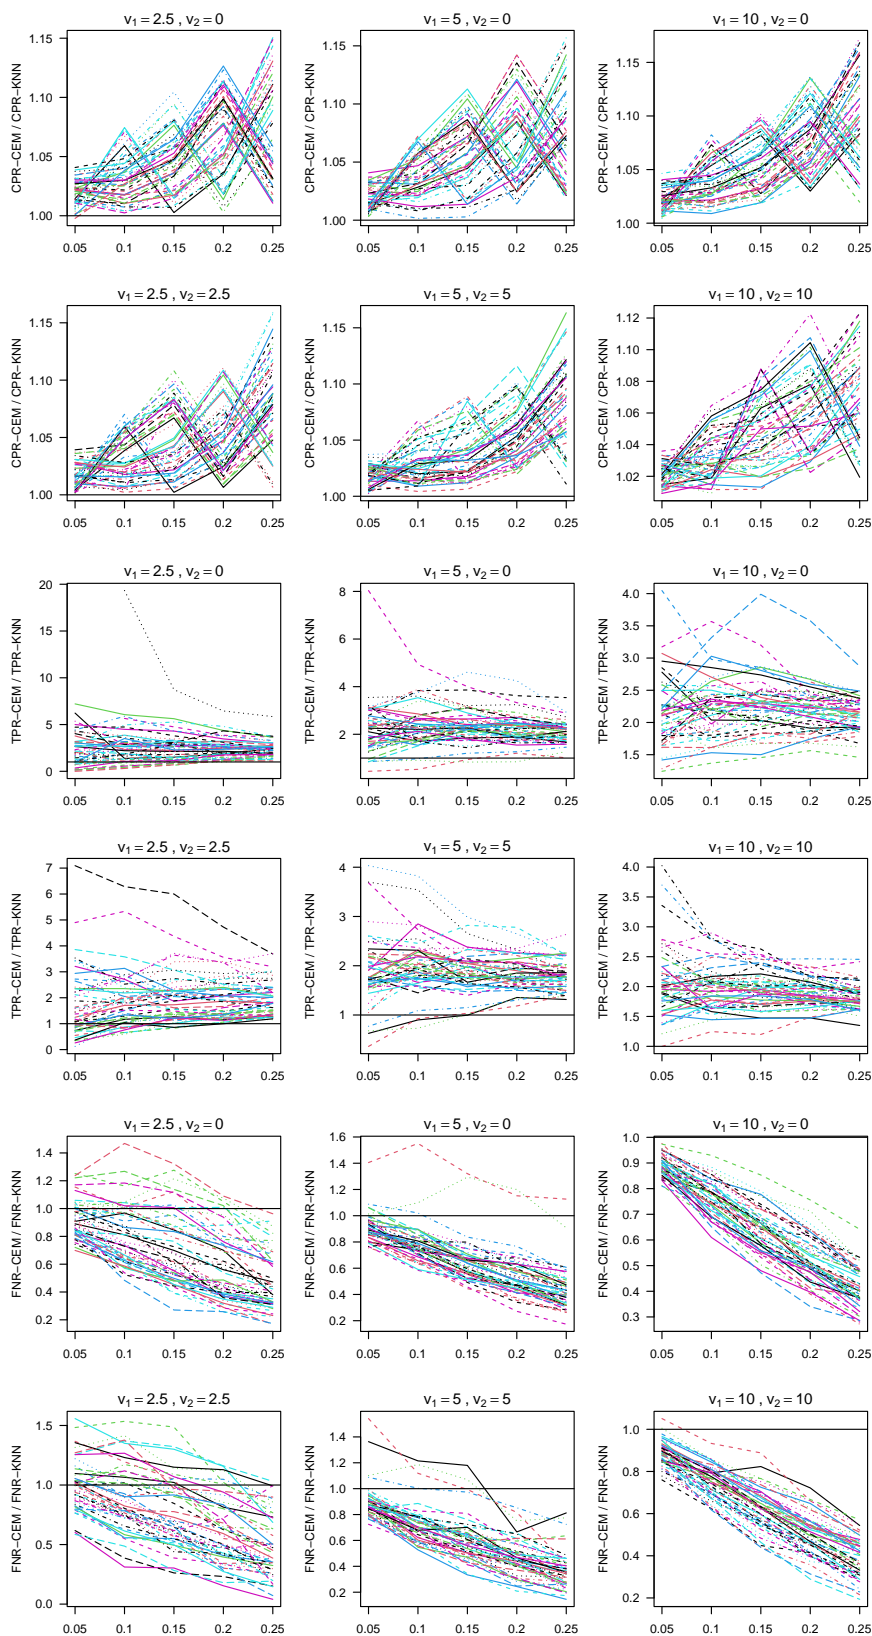 v₁ = 2.5 , v₂ = 0
CPR−CEM / CPR−KNN
1.15
1.10
1.05
1.00
0.05 0.1 0.15 0.2 0.25
v₁ = 5 , v₂ = 0
CPR−CEM / CPR−KNN
1.15
1.10
1.05
1.00
0.05 0.1 0.15 0.2 0.25
v₁ = 10 , v₂ = 0
CPR−CEM / CPR−KNN
1.15
1.10
1.05
1.00
0.05 0.1 0.15 0.2 0.25
v₁ = 2.5 , v₂ = 2.5
CPR−CEM / CPR−KNN
1.15
1.10
1.05
1.00
0.05 0.1 0.15 0.2 0.25
v₁ = 5 , v₂ = 5
CPR−CEM / CPR−KNN
1.15
1.10
1.05
1.00
0.05 0.1 0.15 0.2 0.25
v₁ = 10 , v₂ = 10
CPR−CEM / CPR−KNN
1.12
1.10
1.08
1.06
1.04
1.02
0.05 0.1 0.15 0.2 0.25
v₁ = 2.5 , v₂ = 0
TPR−CEM / TPR−KNN
20
15
10
5
0
0.05 0.1 0.15 0.2 0.25
v₁ = 5 , v₂ = 0
TPR−CEM / TPR−KNN
8
6
4
2
0.05 0.1 0.15 0.2 0.25
v₁ = 10 , v₂ = 0
TPR−CEM / TPR−KNN
4.0
3.5
3.0
2.5
2.0
1.5
0.05 0.1 0.15 0.2 0.25
v₁ = 2.5 , v₂ = 2.5
TPR−CEM / TPR−KNN
7
6
5
4
3
2
1
0
0.05 0.1 0.15 0.2 0.25
v₁ = 5 , v₂ = 5
TPR−CEM / TPR−KNN
4
3
2
1
0.05 0.1 0.15 0.2 0.25
v₁ = 10 , v₂ = 10
TPR−CEM / TPR−KNN
4.0
3.5
3.0
2.5
2.0
1.5
1.0
0.05 0.1 0.15 0.2 0.25
v₁ = 2.5 , v₂ = 0
FNR−CEM / FNR−KNN
1.4
1.2
1.0
0.8
0.6
0.4
0.2
0.05 0.1 0.15 0.2 0.25
v₁ = 5 , v₂ = 0
FNR−CEM / FNR−KNN
1.6
1.4
1.2
1.0
0.8
0.6
0.4
0.2
0.05 0.1 0.15 0.2 0.25
v₁ = 10 , v₂ = 0
FNR−CEM / FNR−KNN
1.0
0.9
0.8
0.7
0.6
0.5
0.4
0.3
0.05 0.1 0.15 0.2 0.25
v₁ = 2.5 , v₂ = 2.5
FNR−CEM / FNR−KNN
1.5
1.0
0.5
0.0
0.05 0.1 0.15 0.2 0.25
v₁ = 5 , v₂ = 5
FNR−CEM / FNR−KNN
1.4
1.2
1.0
0.8
0.6
0.4
0.2
0.05 0.1 0.15 0.2 0.25
v₁ = 10 , v₂ = 10
FNR−CEM / FNR−KNN
1.0
0.8
0.6
0.4
0.2
0.05 0.1 0.15 0.2 0.25